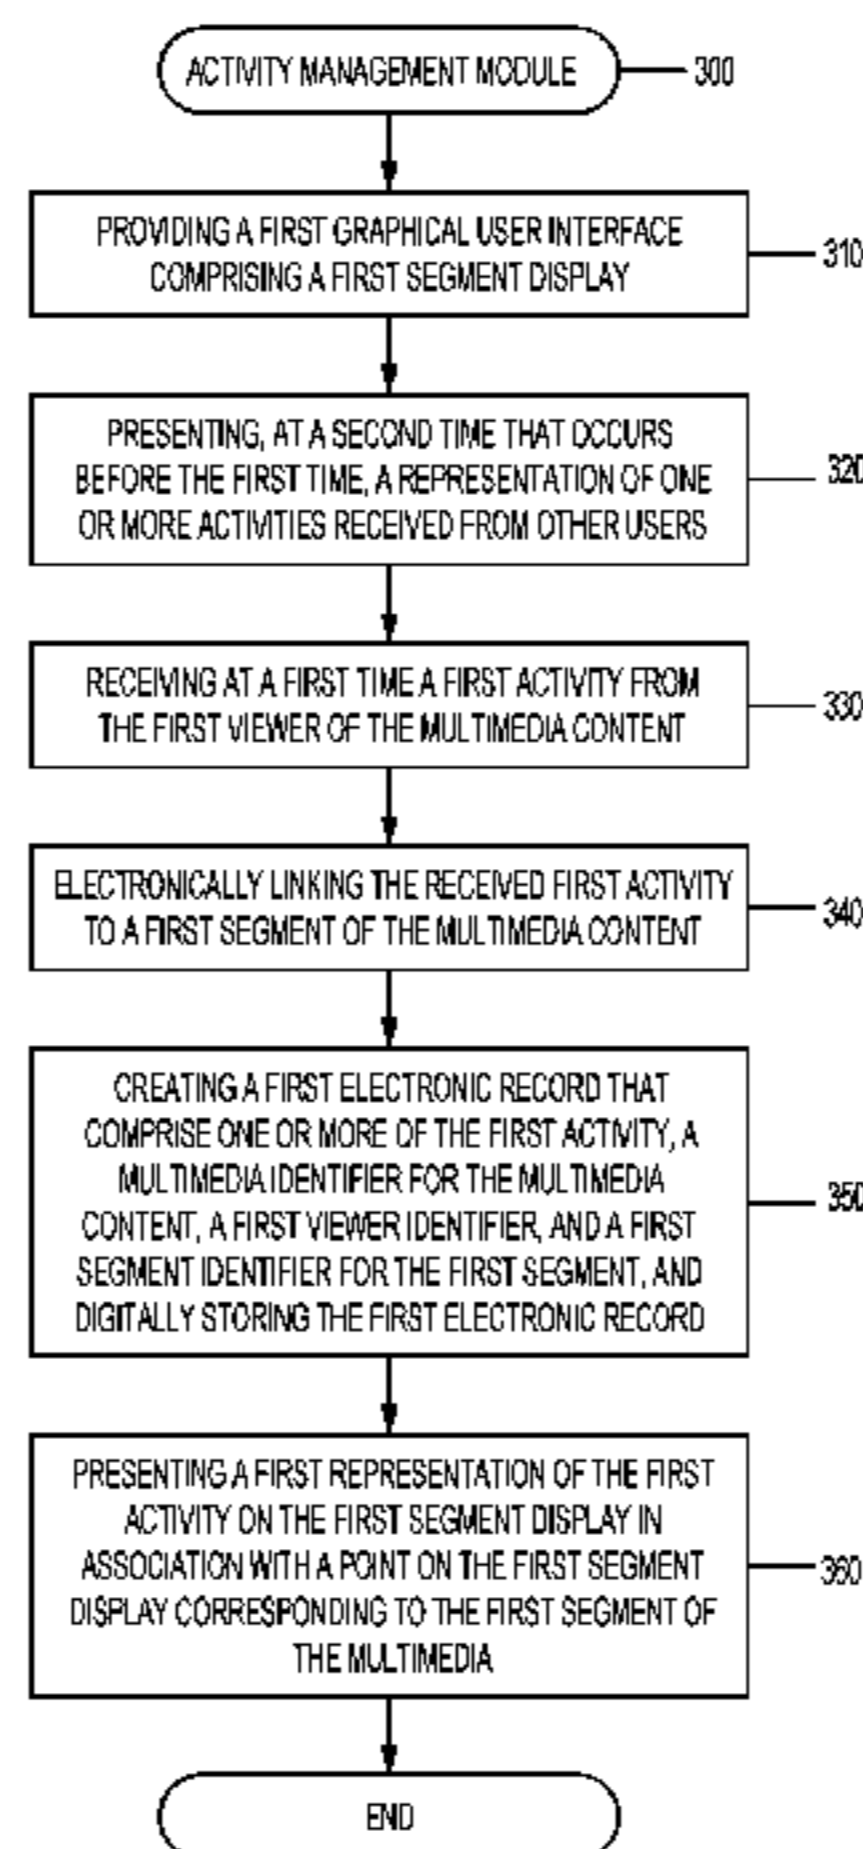 ACTIVITY MANAGEMENT MODULE
300
PROVIDING A FIRST GRAPHICAL USER INTERFACE
COMPRISING A FIRST SEGMENT DISPLAY
310
PRESENTING, AT A SECOND TIME THAT OCCURS
BEFORE THE FIRST TIME, A REPRESENTATION OF ONE
OR MORE ACTIVITIES RECEIVED FROM OTHER USERS
320
RECEIVING AT A FIRST TIME A FIRST ACTIVITY FROM
THE FIRST VIEWER OF THE MULTIMEDIA CONTENT
330
ELECTRONICALLY LINKING THE RECEIVED FIRST ACTIVITY
TO A FIRST SEGMENT OF THE MULTIMEDIA CONTENT
340
CREATING A FIRST ELECTRONIC RECORD THAT
COMPRISE ONE OR MORE OF THE FIRST ACTIVITY, A
MULTIMEDIA IDENTIFIER FOR THE MULTIMEDIA
CONTENT, A FIRST VIEWER IDENTIFIER, AND A FIRST
SEGMENT IDENTIFIER FOR THE FIRST SEGMENT, AND
DIGITALLY STORING THE FIRST ELECTRONIC RECORD
350
PRESENTING A FIRST REPRESENTATION OF THE FIRST
ACTIVITY ON THE FIRST SEGMENT DISPLAY IN
ASSOCIATION WITH A POINT ON THE FIRST SEGMENT
DISPLAY CORRESPONDING TO THE FIRST SEGMENT OF
THE MULTIMEDIA
360
END